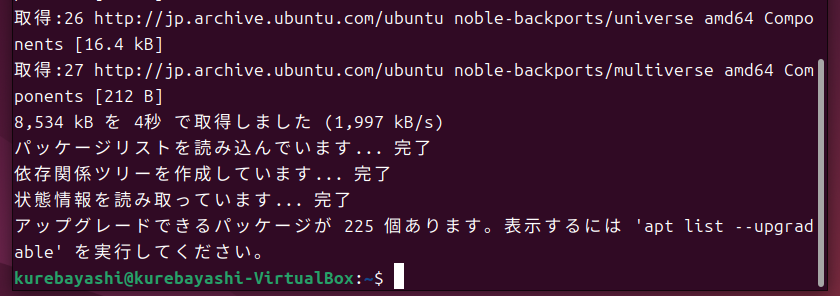 取得:26 http://jp.archive.ubuntu.com/ubuntu noble-backports/universe amd64 Compo
nents [16.4 kB]
取得:27 http://jp.archive.ubuntu.com/ubuntu noble-backports/multiverse amd64 Com
ponents [212 B]
8,534 kB を 4秒 で取得しました (1,997 kB/s)
パッケージリストを読み込んでいます... 完了
依存関係ツリーを作成しています... 完了
状態情報を読み取っています... 完了
アップグレードできるパッケージが 225 個あります。表示するには 'apt list --upgrad
able' を実行してください。
kurebayashi@kurebayashi-VirtualBox:~$